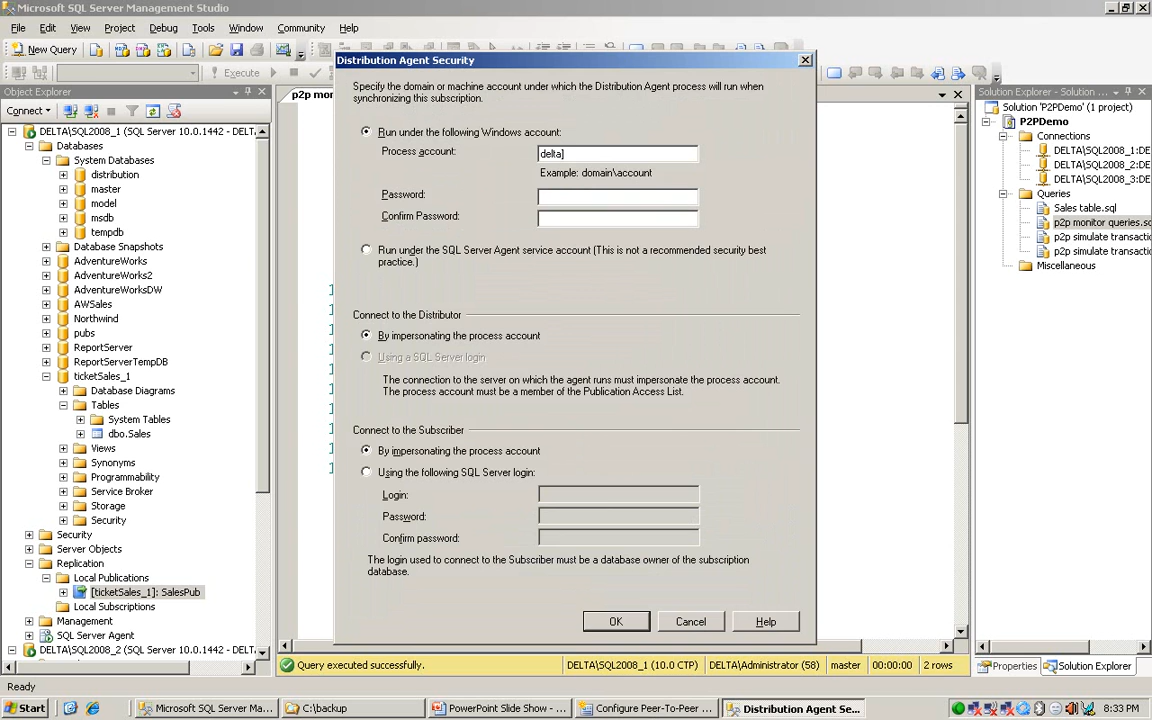 Microsoft SQL Server Management Studio
File Edit View Project Debug Tools Window Community Help
New Query
Execute
Object Explorer
Connect
DELTA\SQL2008_1 (SQL Server 10.0.1442 - DELT
Databases
System Databases
distribution
master
model
msdb
tempdb
Database Snapshots
AdventureWorks
AdventureWorks2
AdventureWorksDW
AWSales
Northwind
pubs
ReportServer
ReportServerTempDB
ticketSales_1
Database Diagrams
Tables
System Tables
dbo.Sales
Views
Synonyms
Programmability
Service Broker
Storage
Security
Security
Server Objects
Replication
Local Publications
[ticketSales_1]: SalesPub
Local Subscriptions
Management
SQL Server Agent
DELTA\SQL2008_2 (SQL Server 10.0.1442 - DELT
p2p mon
Distribution Agent Security
Specify the domain or machine account under which the Distribution Agent process will run when
synchronizing this subscription.
Run under the following Windows account:
Process account:
delta]
Example: domain\account
Password:
Confirm Password:
Run under the SQL Server Agent service account (This is not a recommended security best
practice.)
Connect to the Distributor
By impersonating the process account
Using a SQL Server login
The connection to the server on which the agent runs must impersonate the process account.
The process account must be a member of the Publication Access List.
Connect to the Subscriber
By impersonating the process account
Using the following SQL Server login:
Login:
Password:
Confirm password:
The login used to connect to the Subscriber must be a database owner of the subscription
database.
OK Cancel Help
Solution Explorer - Solution 'P2PDemo...
Solution 'P2PDemo' (1 project)
P2PDemo
Connections
DELTA\SQL2008_1:DE
DELTA\SQL2008_2:DE
DELTA\SQL2008_3:DE
Queries
Sales table.sql
p2p monitor queries.sq
p2p simulate transactio
p2p simulate transactio
Miscellaneous
Query executed successfully. DELTA\SQL2008_1 (10.0 CTP) DELTA\Administrator (58) master 00:00:00 2 rows
Properties Solution Explorer
Ready
Start Microsoft SQL Server Ma... C:\backup PowerPoint Slide Show - ... Configure Peer-To-Peer ... Distribution Agent Se... 8:33 PM